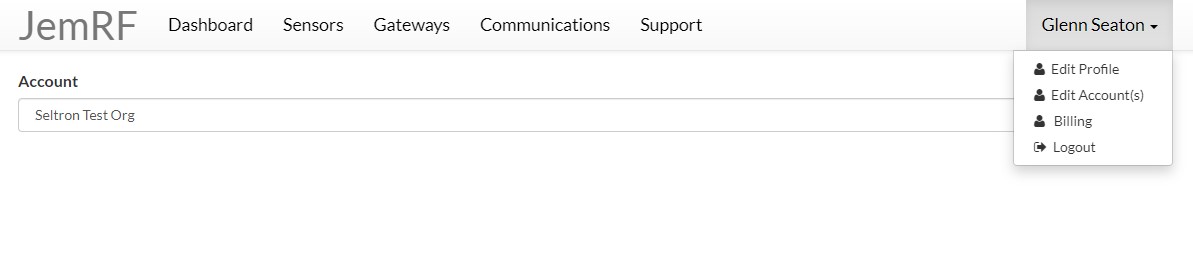 JemRF Dashboard Sensors Gateways Communications Support Glenn Seaton
Account
Seltron Test Org
Edit Profile
Edit Account(s)
Billing
Logout